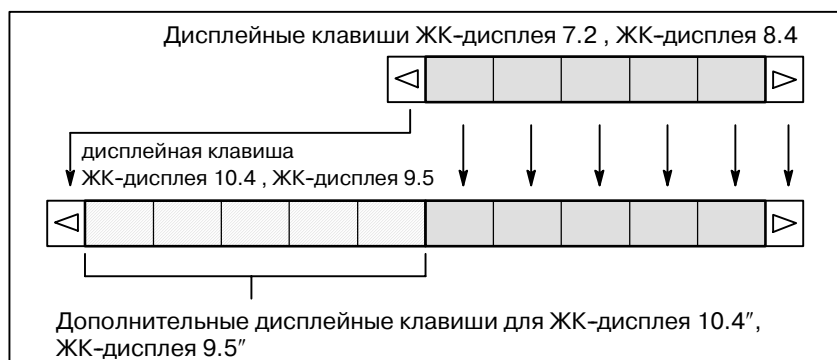 Дисплейные клавиши ЖК-дисплея 7.2 , ЖК-дисплея 8.4
дисплейная клавиша
ЖК-дисплея 10.4 , ЖК-дисплея 9.5
Дополнительные дисплейные клавиши для ЖК-дисплея 10.4″,
ЖК-дисплея 9.5″